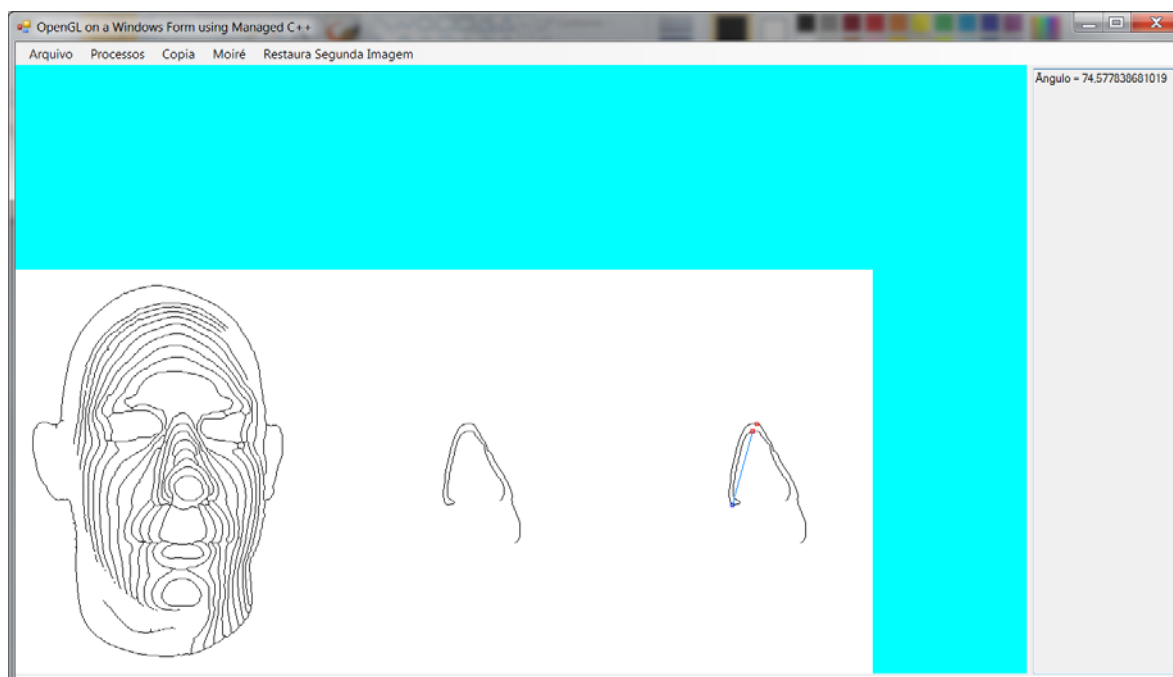 OpenGL on a Windows Form using Managed C++
Arquivo Processos Copia Moiré Restaura Segunda Imagem
Ângulo = 74,577838681019